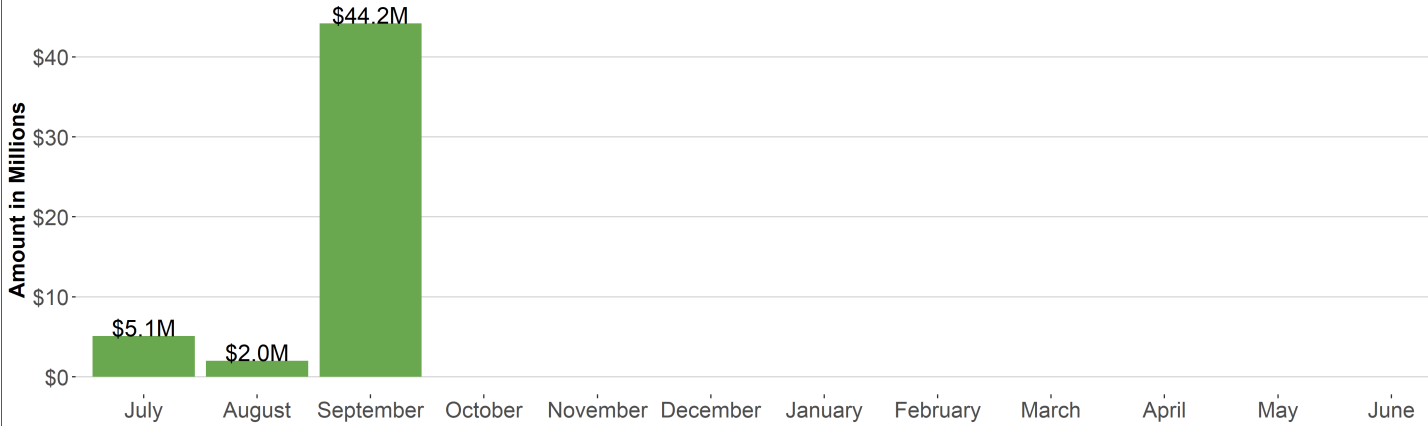 $44.2M
$40
Amount in Millions
$30
$20
$10
$5.1M
$2.0M
$0
July August September October November December January February March April May June